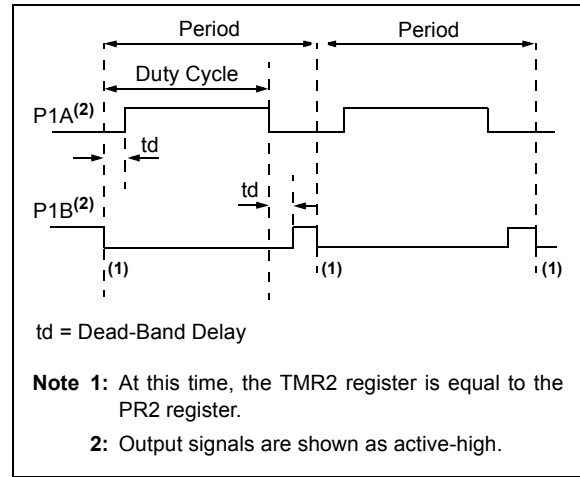 Period Period
Duty Cycle
P1A(2)
td
td
P1B(2)
(1) (1) (1)
td = Dead-Band Delay
Note 1: At this time, the TMR2 register is equal to the
PR2 register.
2: Output signals are shown as active-high.